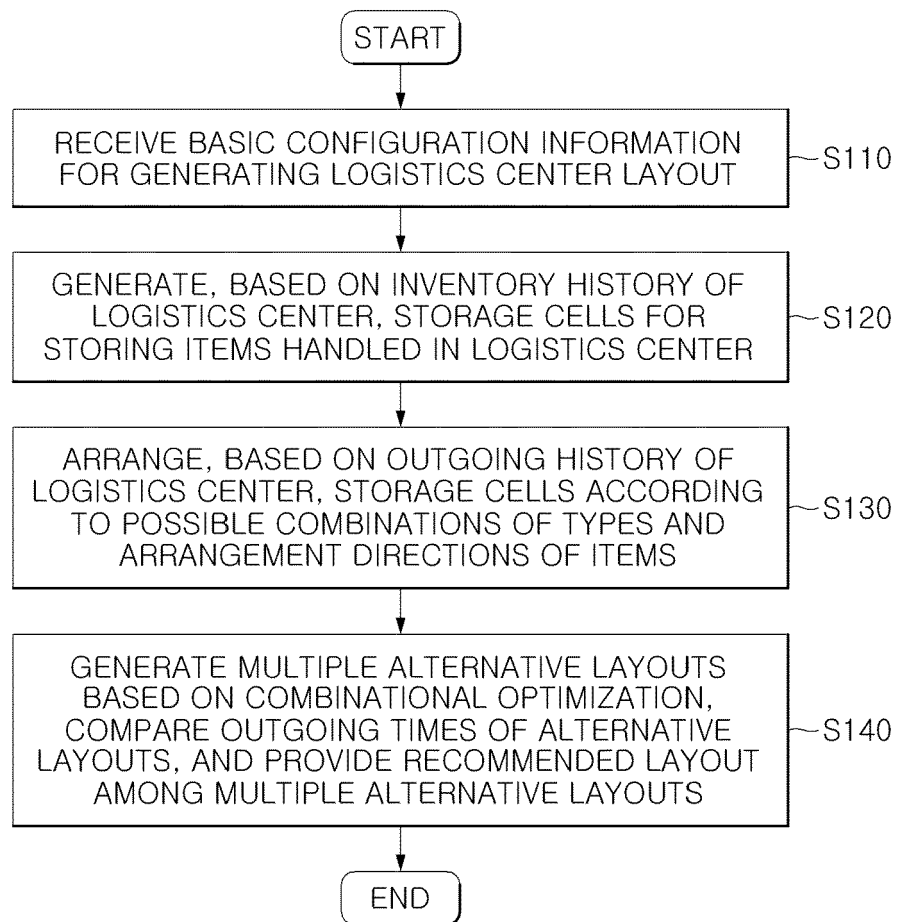 START
RECEIVE BASIC CONFIGURATION INFORMATION
FOR GENERATING LOGISTICS CENTER LAYOUT
S110
GENERATE, BASED ON INVENTORY HISTORY OF
LOGISTICS CENTER, STORAGE CELLS FOR
STORING ITEMS HANDLED IN LOGISTICS CENTER
S120
ARRANGE, BASED ON OUTGOING HISTORY OF
LOGISTICS CENTER, STORAGE CELLS ACCORDING
TO POSSIBLE COMBINATIONS OF TYPES AND
ARRANGEMENT DIRECTIONS OF ITEMS
S130
GENERATE MULTIPLE ALTERNATIVE LAYOUTS
BASED ON COMBINATIONAL OPTIMIZATION,
COMPARE OUTGOING TIMES OF ALTERNATIVE
LAYOUTS, AND PROVIDE RECOMMENDED LAYOUT
AMONG MULTIPLE ALTERNATIVE LAYOUTS
S140
END